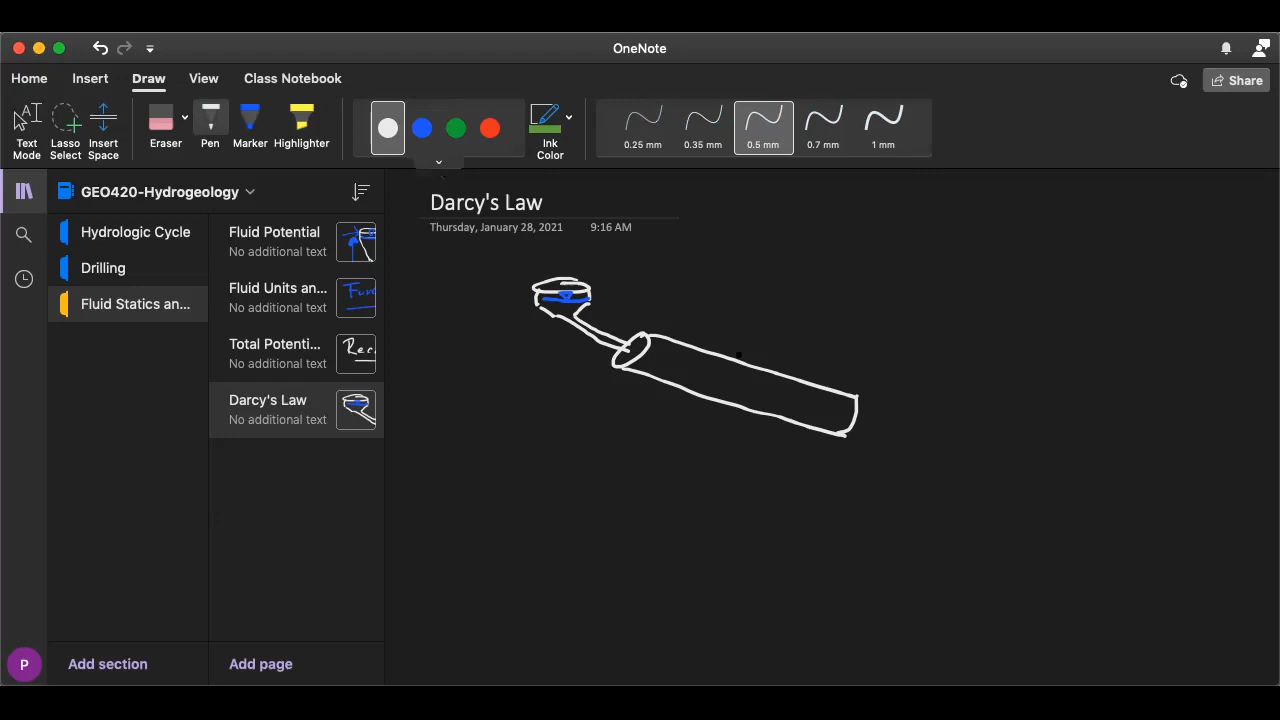 OneNote
Home Insert Draw View Class Notebook
Share
Text Mode
Lasso Select
Insert Space
Eraser
Pen
Marker
Highlighter
Ink Color
0.25 mm
0.35 mm
0.5 mm
0.7 mm
1 mm
GEO420-Hydrogeology
Hydrologic Cycle
Drilling
Fluid Statics an...
Fluid Potential
No additional text
Fluid Units an...
No additional text
Total Potenti...
No additional text
Rec
Darcy's Law
No additional text
Darcy's Law
Thursday, January 28, 2021 9:16 AM
P
Add section
Add page